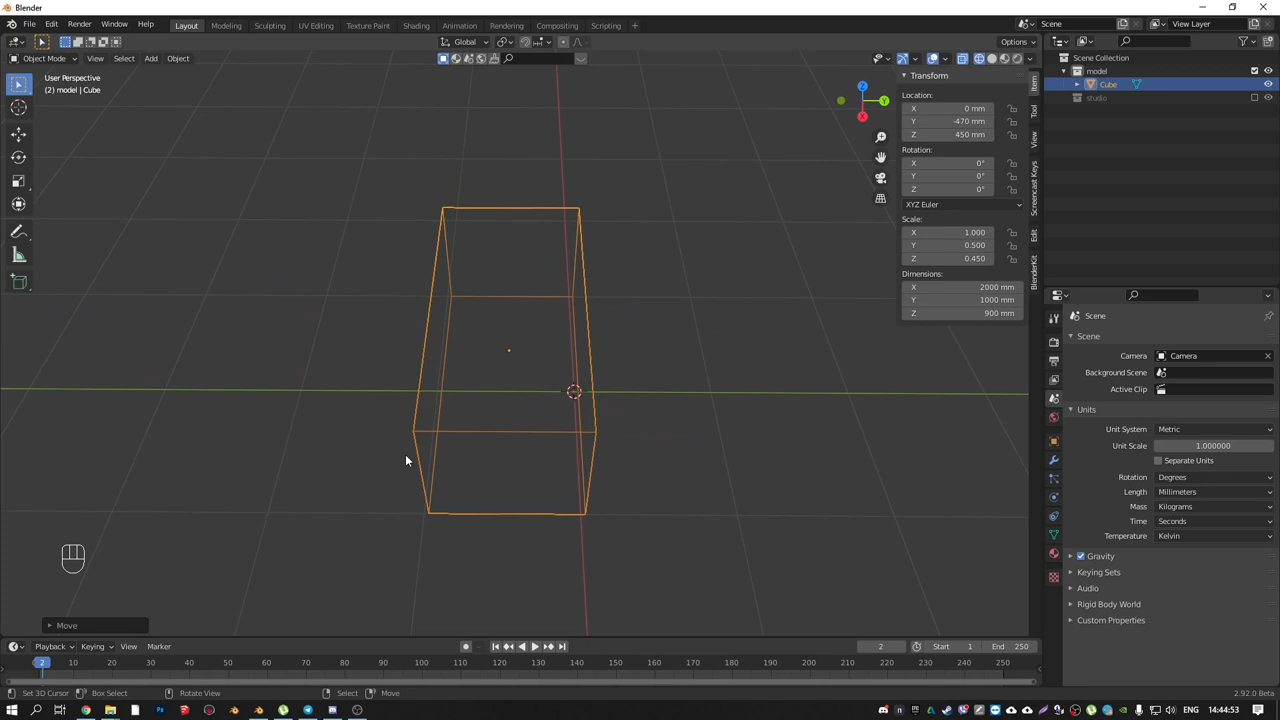 Blender
File Edit Render Window Help
Layout Modeling Sculpting UV Editing Texture Paint Shading Animation Rendering Compositing Scripting +
Scene
View Layer
Global
Options
Object Mode View Select Add Object
User Perspective
(2) model | Cube
Z
Y
X
Transform
Location:
X 0 mm
Y -470 mm
Z 450 mm
Rotation:
X 0°
Y 0°
Z 0°
XYZ Euler
Scale:
X 1.000
Y 0.500
Z 0.450
Dimensions:
X 2000 mm
Y 1000 mm
Z 900 mm
Item
Tool
View
Screencast Keys
Edit
BlenderKit
Scene Collection
model
Cube
studio
Scene
Scene
Camera Camera
Background Scene
Active Clip
Units
Unit System Metric
Unit Scale 1.000000
Separate Units
Rotation Degrees
Length Millimeters
Mass Kilograms
Time Seconds
Temperature Kelvin
Gravity
Keying Sets
Audio
Rigid Body World
Custom Properties
Move
Playback Keying View Marker
2 Start 1 End 250
2 10 20 30 40 50 60 70 80 90 100 110 120 130 140 150 160 170 180 190 200 210 220 230 240 250
Set 3D Cursor Box Select Rotate View Select Move
2.92.0 Beta
ENG 14:44:53